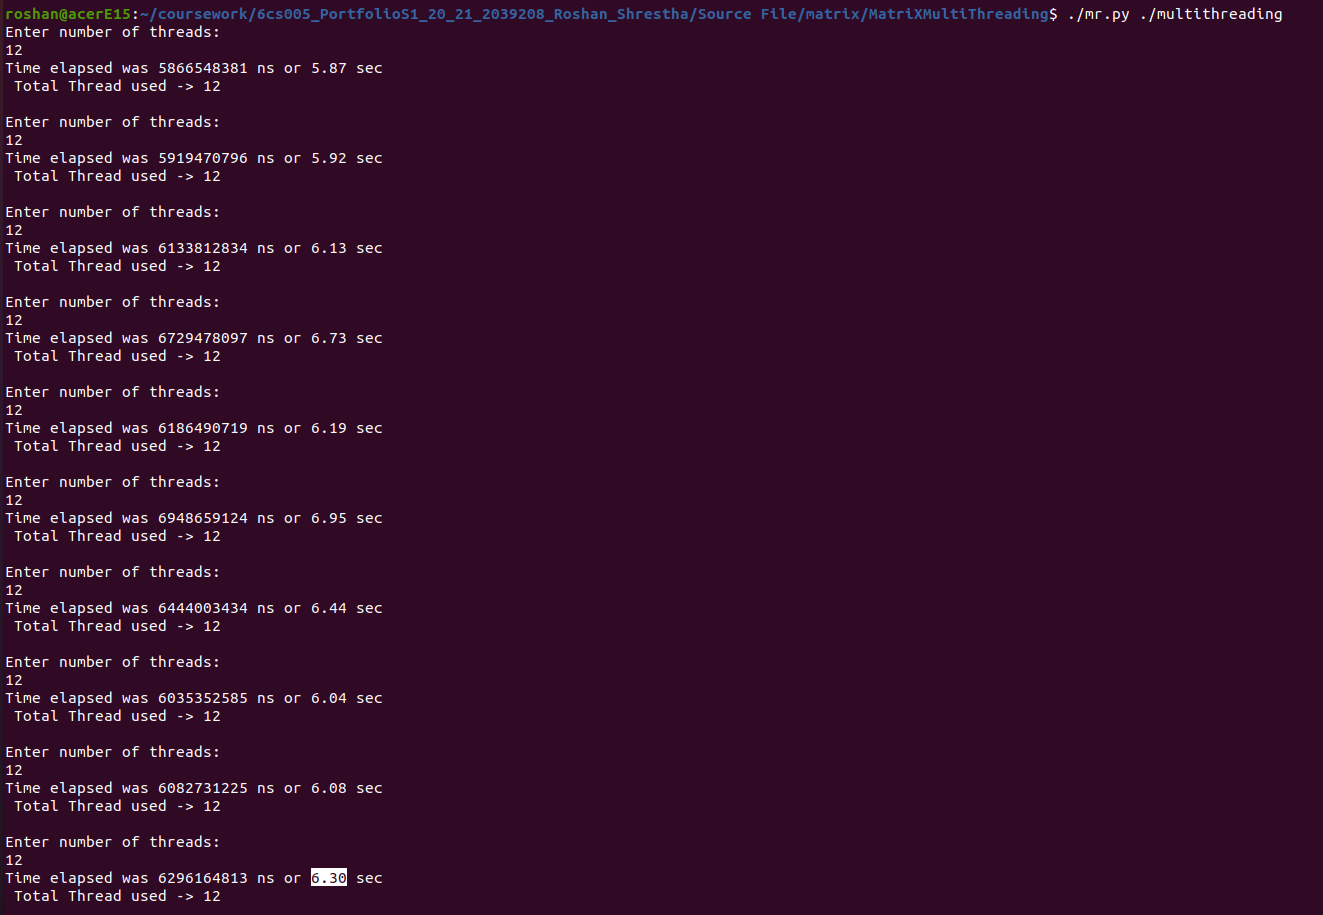 roshan@acerE15:~/coursework/6cs005_PortfolioS1_20_21_2039208_Roshan_Shrestha/Source File/matrix/MatriXMultiThreading$ ./mr.py ./multithreading
Enter number of threads:
12
Time elapsed was 5866548381 ns or 5.87 sec
 Total Thread used -> 12

Enter number of threads:
12
Time elapsed was 5919470796 ns or 5.92 sec
 Total Thread used -> 12

Enter number of threads:
12
Time elapsed was 6133812834 ns or 6.13 sec
 Total Thread used -> 12

Enter number of threads:
12
Time elapsed was 6729478097 ns or 6.73 sec
 Total Thread used -> 12

Enter number of threads:
12
Time elapsed was 6186490719 ns or 6.19 sec
 Total Thread used -> 12

Enter number of threads:
12
Time elapsed was 6948659124 ns or 6.95 sec
 Total Thread used -> 12

Enter number of threads:
12
Time elapsed was 6444003434 ns or 6.44 sec
 Total Thread used -> 12

Enter number of threads:
12
Time elapsed was 6035352585 ns or 6.04 sec
 Total Thread used -> 12

Enter number of threads:
12
Time elapsed was 6082731225 ns or 6.08 sec
 Total Thread used -> 12

Enter number of threads:
12
Time elapsed was 6296164813 ns or 6.30 sec
 Total Thread used -> 12